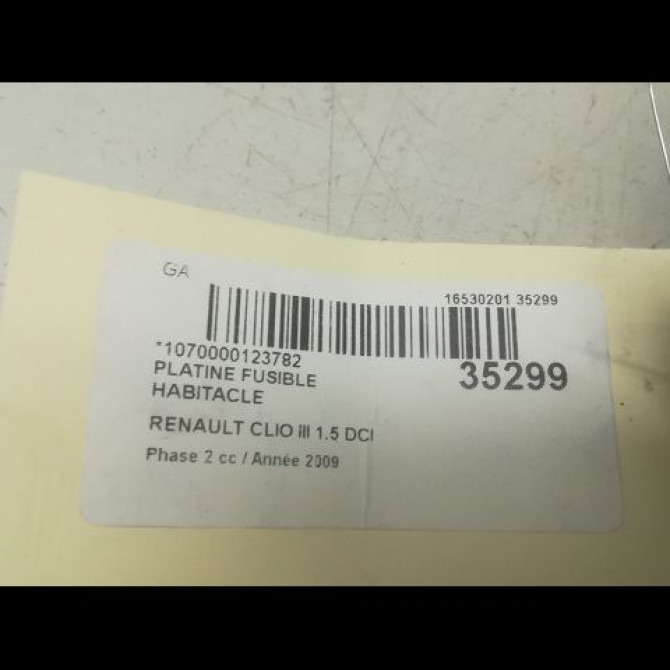 GA
16530201 35299
*1070000123782
35299
PLATINE FUSIBLE
HABITACLE
RENAULT CLIO III 1.5 DCI
Phase 2 cc / Année 2009